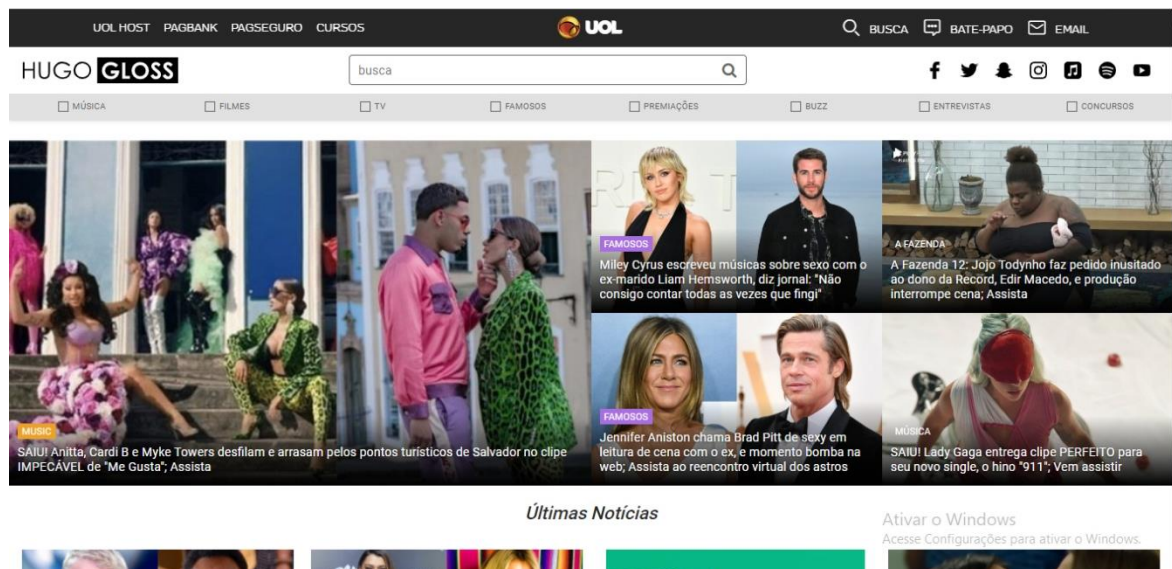 UOL HOST PAGBANK PAGSEGURO CURSOS UOL BUSCA BATE-PAPO EMAIL
HUGO GLOSS busca
MÚSICA FILMES TV FAMOSOS PREMIAÇÕES BUZZ ENTREVISTAS CONCURSOS
MUSIC
SAIU! Anitta, Cardi B e Myke Towers desfilam e arrasam pelos pontos turísticos de Salvador no clipe
IMPECÁVEL de "Me Gusta"; Assista
FAMOSOS
Miley Cyrus escreveu músicas sobre sexo com o
ex-marido Liam Hemsworth, diz jornal: "Não
consigo contar todas as vezes que fingi"
A FAZENDA
A Fazenda 12: Jojo Todynho faz pedido inusitado
ao dono da Record, Edir Macedo, e produção
interrompe cena; Assista
FAMOSOS
Jennifer Aniston chama Brad Pitt de sexy em
leitura de cena com o ex, e momento bomba na
web; Assista ao reencontro virtual dos astros
MÚSICA
SAIU! Lady Gaga entrega clipe PERFEITO para
seu novo single, o hino "911"; Vem assistir
Últimas Notícias
Ativar o Windows
Acesse Configurações para ativar o Windows.